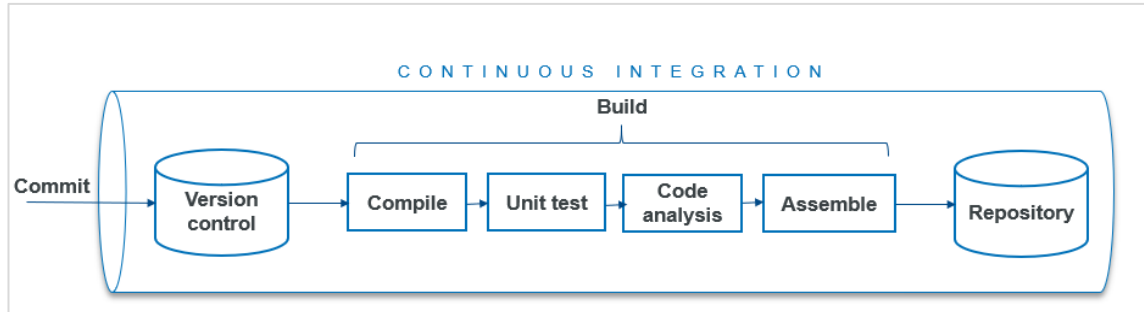 CONTINUOUS INTEGRATION
Build
Commit
Version
control
Compile
Unit test
Code
analysis
Assemble
Repository